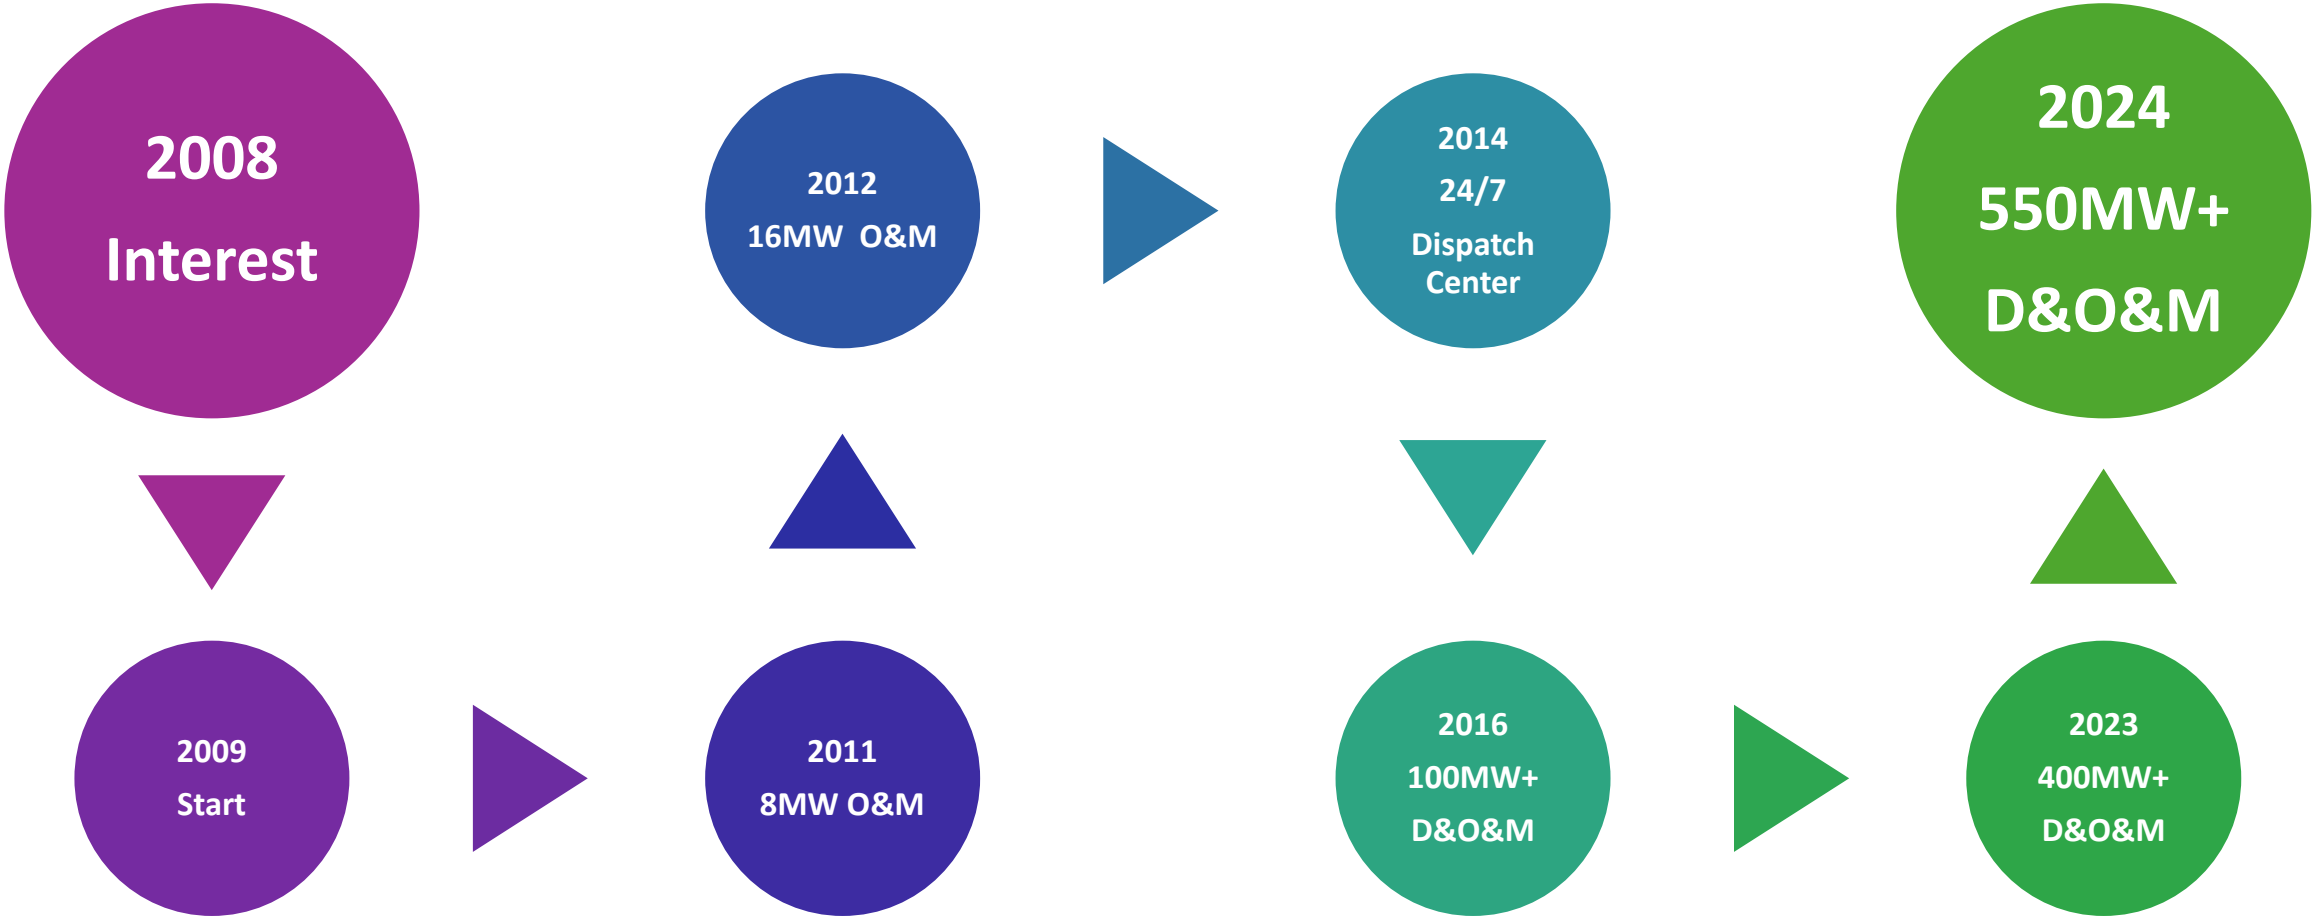 2008
Interest
2009
Start
2011
8MW O&M
2012
16MW O&M
2014
24/7
Dispatch
Center
2016
100MW+
D&O&M
2023
400MW+
D&O&M
2024
550MW+
D&O&M